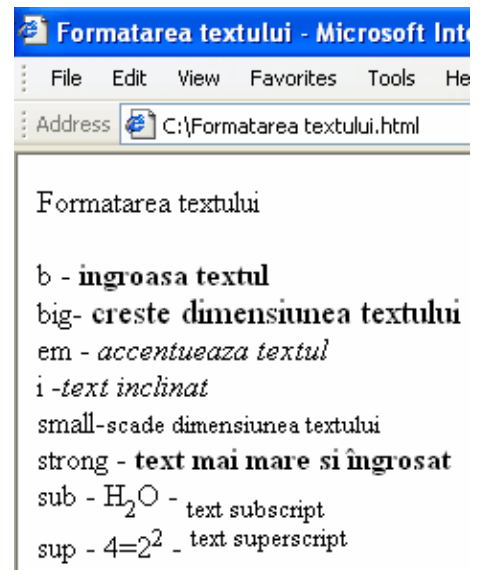 Formatarea textului - Microsoft Inte
File Edit View Favorites Tools He
Address C:\Formatarea textului.html
Formatarea textului
b - ingroasa textul
big- creste dimensiunea textului
em - accentueaza textul
i -text inclinat
small-scade dimensiunea textului
strong - text mai mare si îngrosat
sub - H₂O - text subscript
sup - 4=2² - text superscript